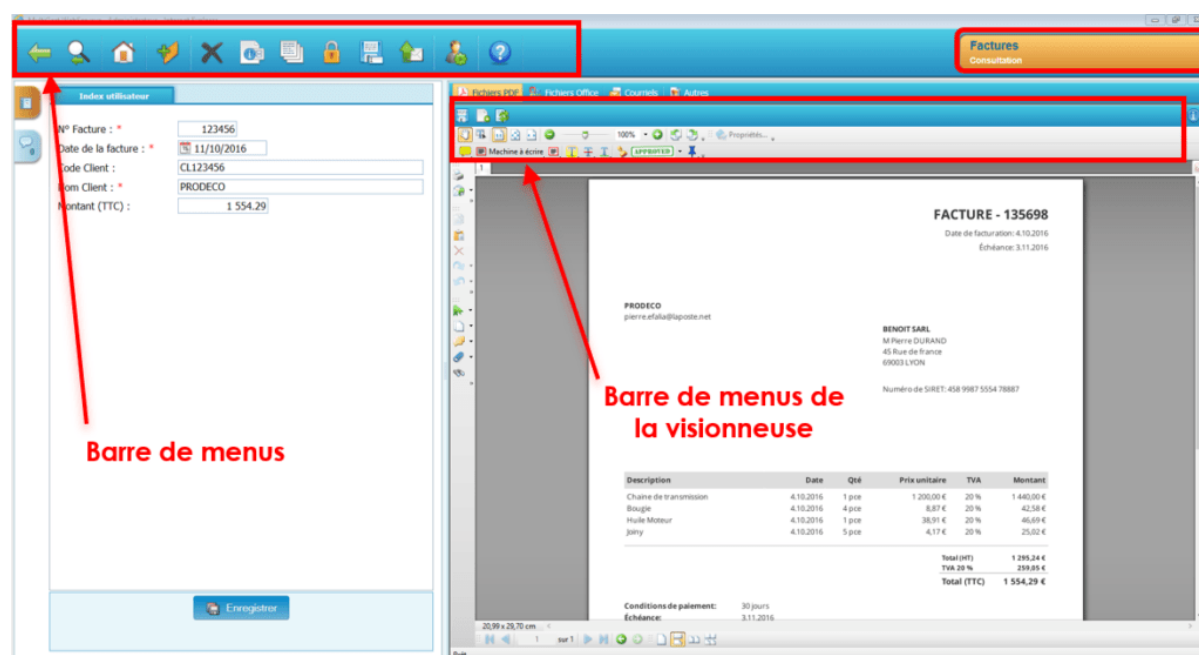 Factures
Consultation
Index utilisateur
N° Facture : * 123456
Date de la facture : * 11/10/2016
Code Client : CL123456
Nom Client : * PRODECO
Montant (TTC) : 1 554.29
Enregistrer
Barre de menus
Fichiers PDF Fichiers Office Courriels Autres
100% Propriétés...
Machine à écrire APPROVED
1
FACTURE - 135698
Date de facturation: 4.10.2016
Échéance: 3.11.2016
PRODECO
pierre.efalia@laposte.net
BENOIT SARL
M Pierre DURAND
45 Rue de france
69003 LYON
Numéro de SIRET: 458 9987 5554 78887
Barre de menus de
la visionneuse
Description Date Qté Prix unitaire TVA Montant
Chaine de transmission 4.10.2016 1 pce 1 200,00 € 20 % 1 440,00 €
Bougie 4.10.2016 4 pce 8,87 € 20 % 42,58 €
Huile Moteur 4.10.2016 1 pce 38,91 € 20 % 46,69 €
Joiny 4.10.2016 5 pce 4,17 € 20 % 25,02 €
Total (HT) 1 295,24 €
TVA 20 % 259,05 €
Total (TTC) 1 554,29 €
Conditions de paiement: 30 jours
Échéance: 3.11.2016
20,99 x 29,70 cm
1 sur 1